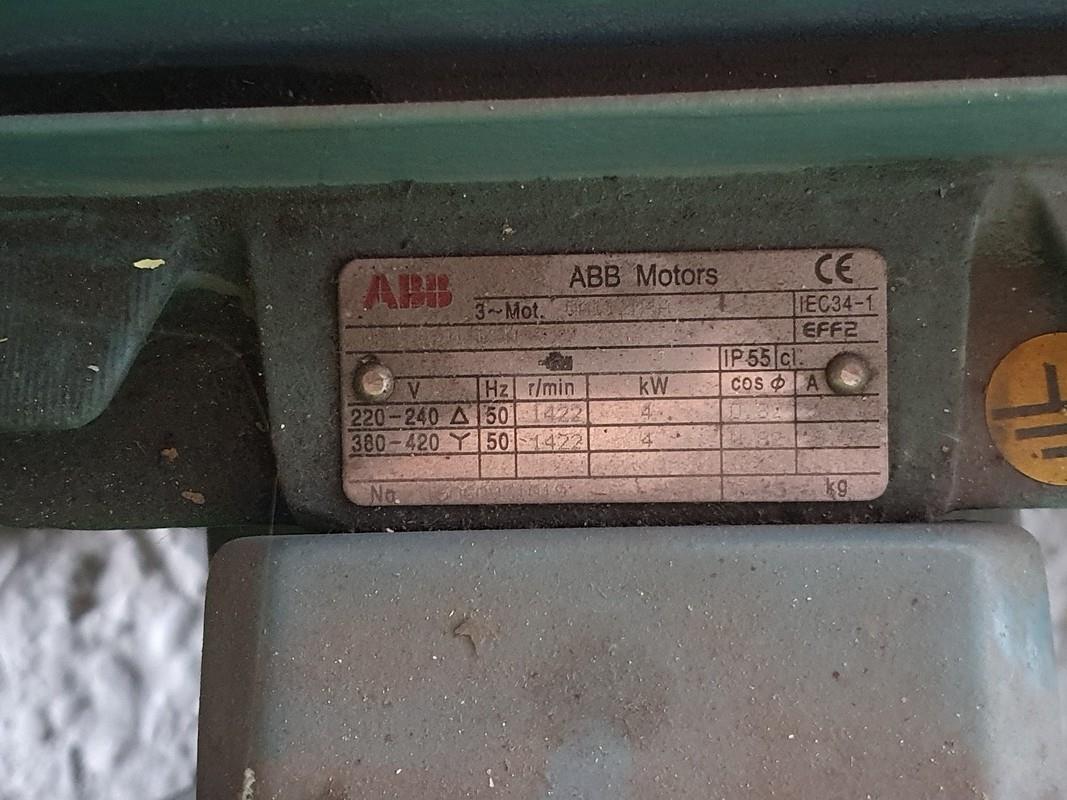 ABB ABB Motors CE
3~Mot. IEC34-1
EFF2
IP 55 cl.
V Hz r/min kW cos ϕ A
220-240 Δ 50 1422 4
380-420 Y 50 1422 4
No kg